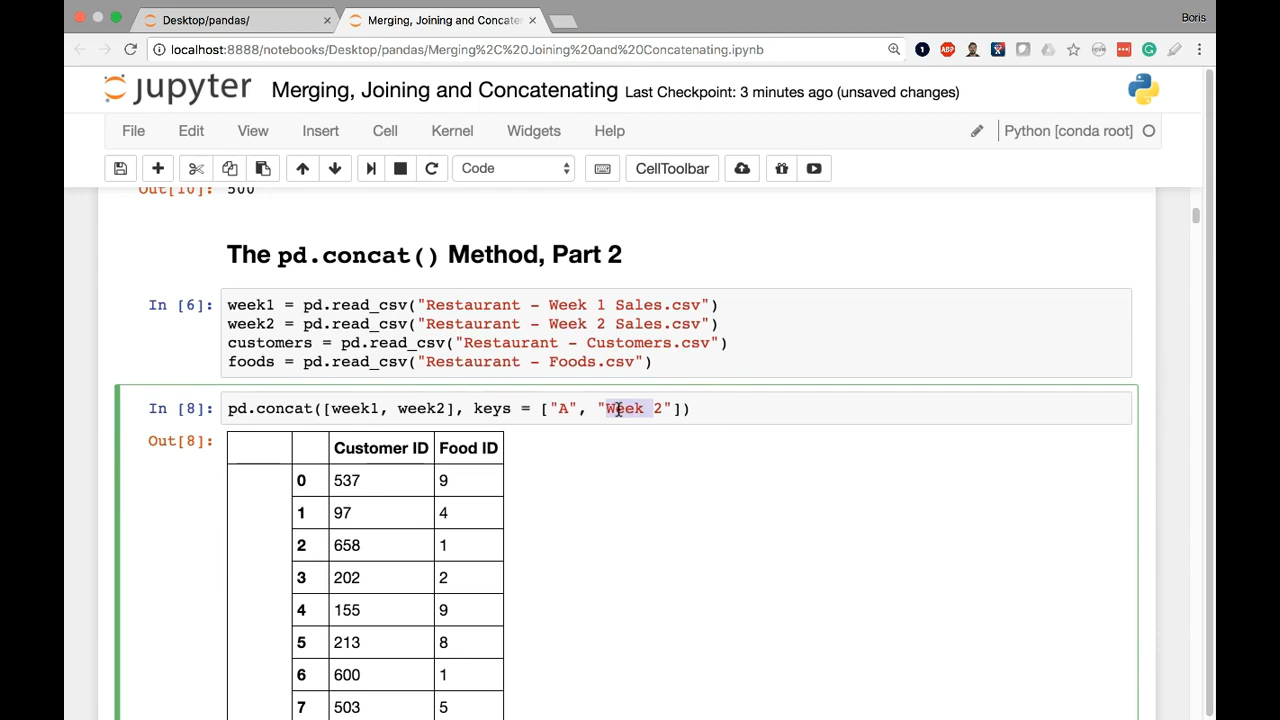 Desktop/pandas/
Merging, Joining and Concaten
Boris
localhost:8888/notebooks/Desktop/pandas/Merging%2C%20Joining%20and%20Concatenating.ipynb
jupyter Merging, Joining and Concatenating Last Checkpoint: 3 minutes ago (unsaved changes)
File Edit View Insert Cell Kernel Widgets Help Python [conda root]
Code CellToolbar
Out[10]: 500
The pd.concat() Method, Part 2
In [6]: week1 = pd.read_csv("Restaurant - Week 1 Sales.csv")
week2 = pd.read_csv("Restaurant - Week 2 Sales.csv")
customers = pd.read_csv("Restaurant - Customers.csv")
foods = pd.read_csv("Restaurant - Foods.csv")
In [8]: pd.concat([week1, week2], keys = ["A", "Week 2"])
Out[8]:
Customer ID Food ID
0 537 9
1 97 4
2 658 1
3 202 2
4 155 9
5 213 8
6 600 1
7 503 5